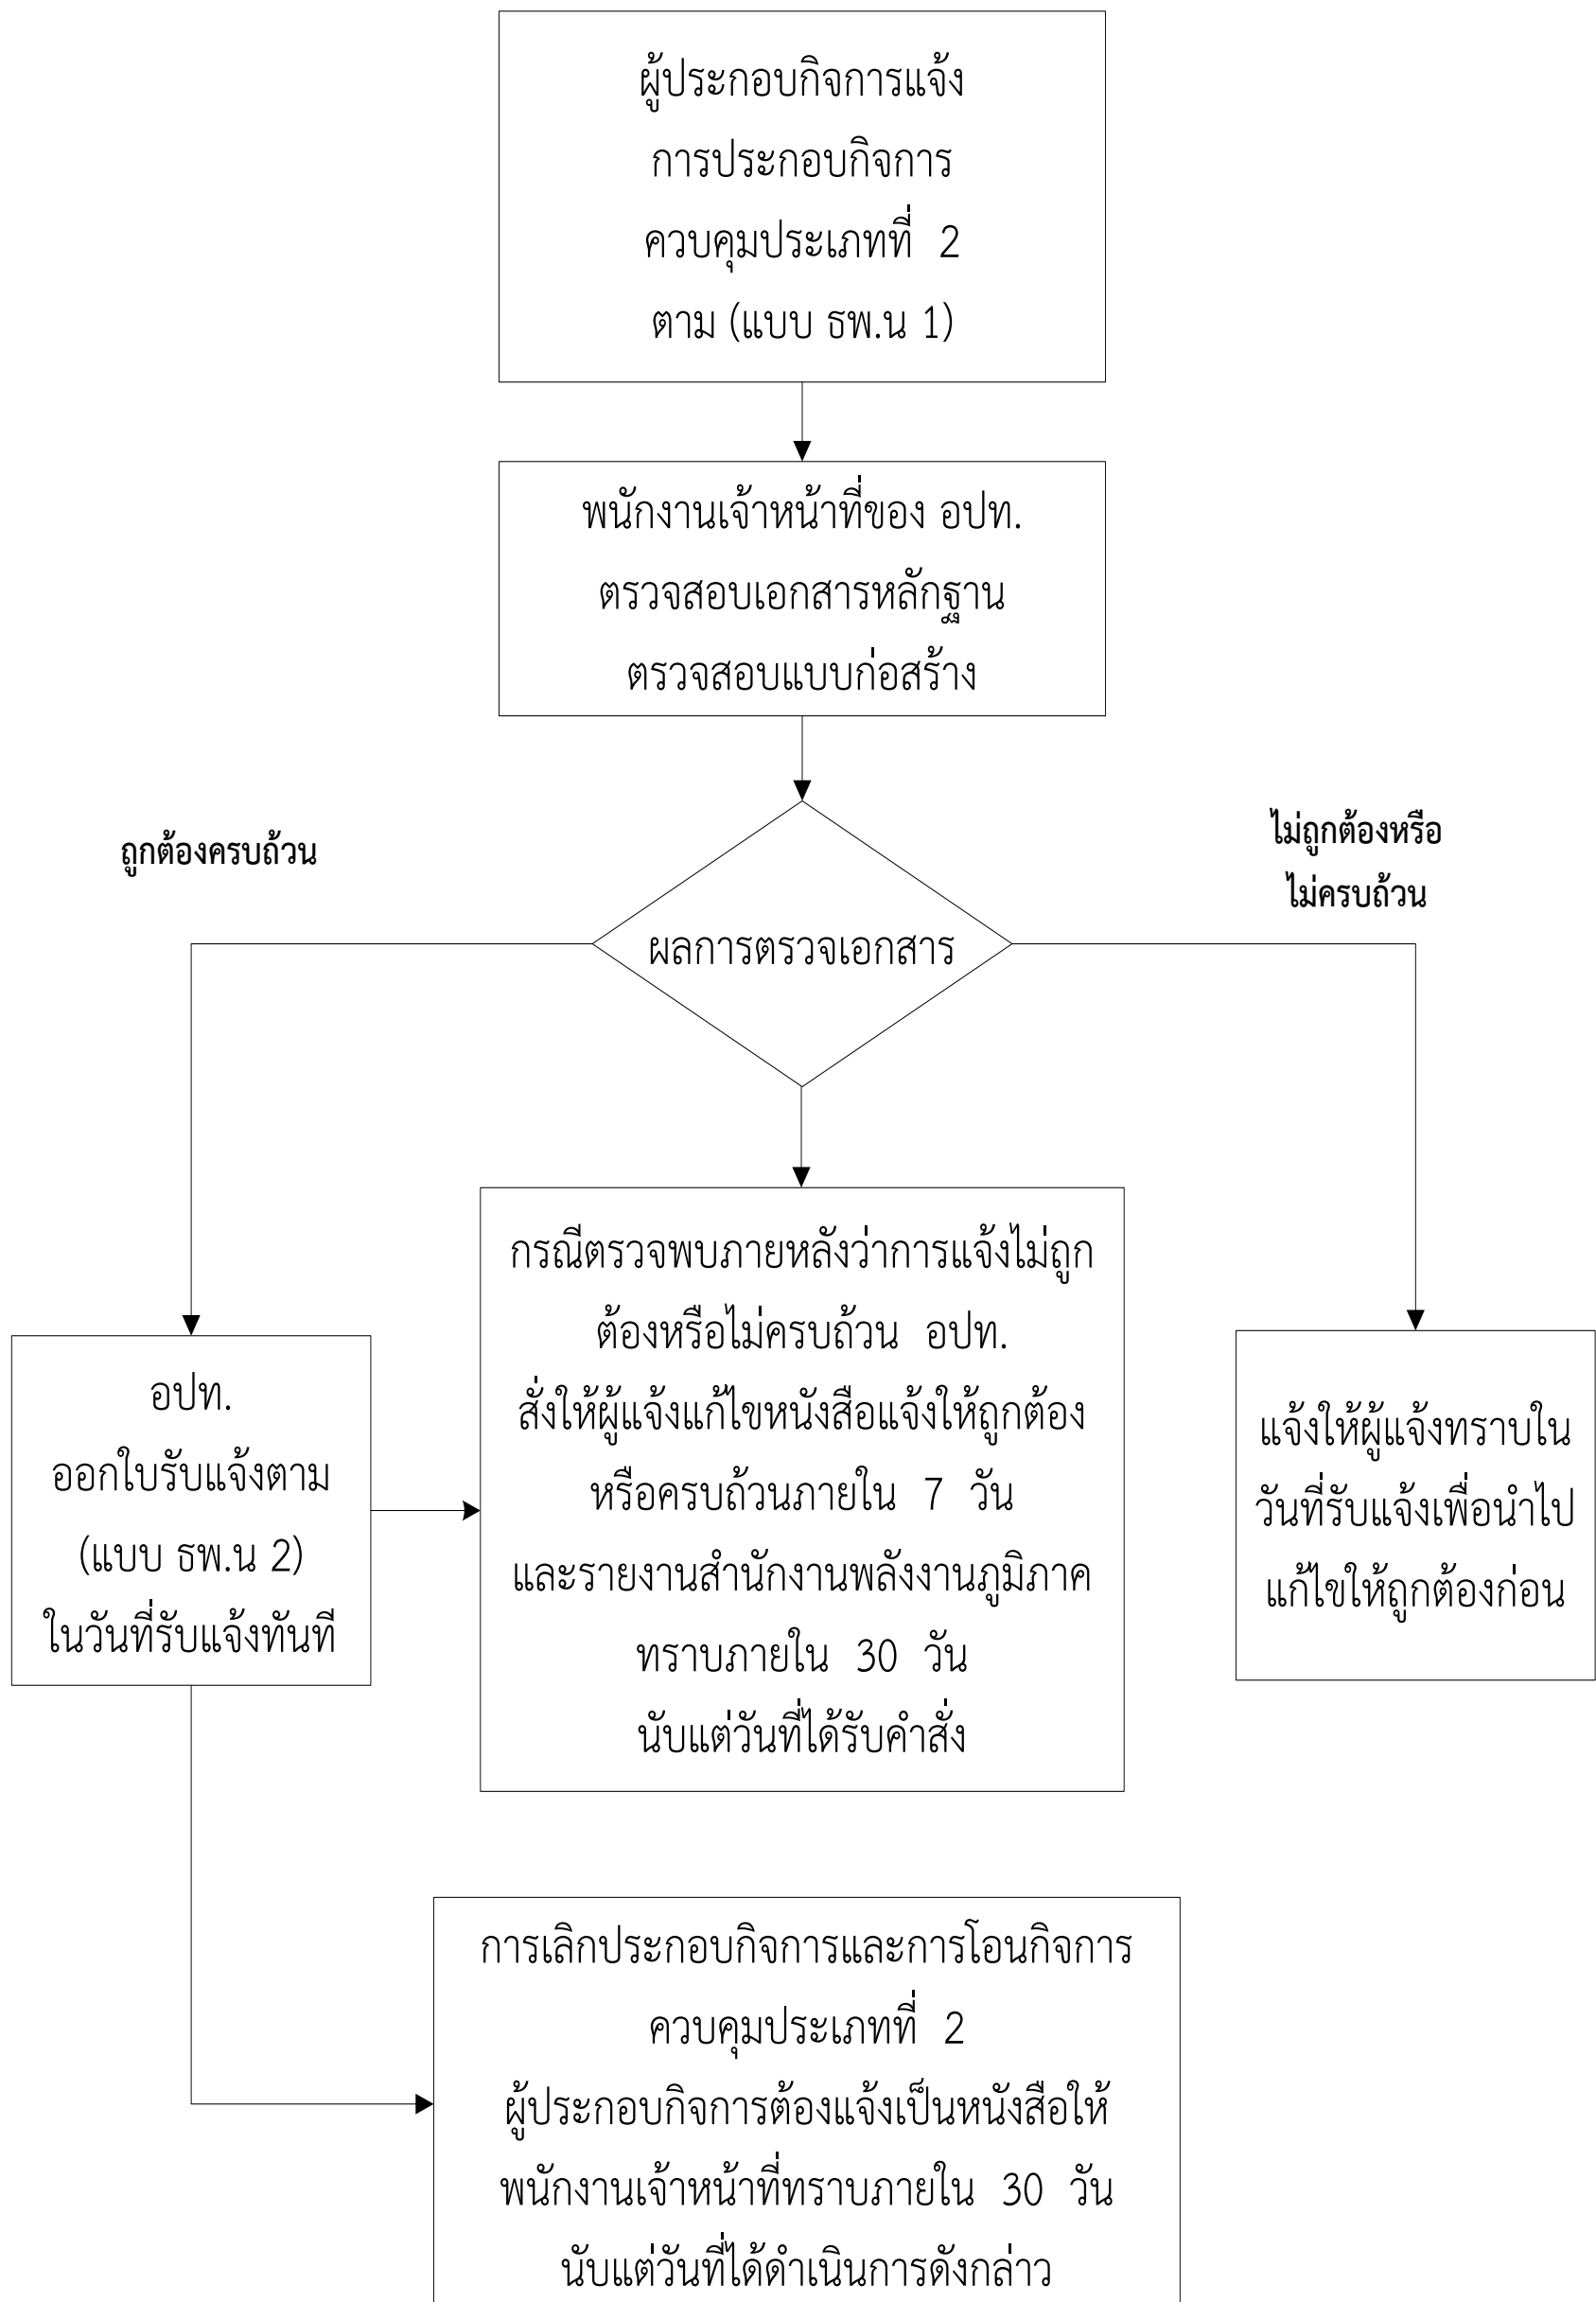 ผู้ประกอบกิจการแจ้ง
การประกอบกิจการ
ควบคุมประเภทที่ 2
ตาม (แบบ ธพ.น 1)
พนักงานเจ้าหน้าที่ของ อปท.
ตรวจสอบเอกสารหลักฐาน
ตรวจสอบแบบก่อสร้าง
ถูกต้องครบถ้วน
ไม่ถูกต้องหรือ
ไม่ครบถ้วน
ผลการตรวจเอกสาร
กรณีตรวจพบภายหลังว่าการแจ้งไม่ถูก
ต้องหรือไม่ครบถ้วน อปท.
สั่งให้ผู้แจ้งแก้ไขหนังสือแจ้งให้ถูกต้อง
หรือครบถ้วนภายใน 7 วัน
และรายงานสำนักงานพลังงานภูมิภาค
ทราบภายใน 30 วัน
นับแต่วันที่ได้รับคำสั่ง
อปท.
ออกใบรับแจ้งตาม
(แบบ ธพ.น 2)
ในวันที่รับแจ้งทันที
แจ้งให้ผู้แจ้งทราบใน
วันที่รับแจ้งเพื่อนำไป
แก้ไขให้ถูกต้องก่อน
การเลิกประกอบกิจการและการโอนกิจการ
ควบคุมประเภทที่ 2
ผู้ประกอบกิจการต้องแจ้งเป็นหนังสือให้
พนักงานเจ้าหน้าที่ทราบภายใน 30 วัน
นับแต่วันที่ได้ดำเนินการดังกล่าว